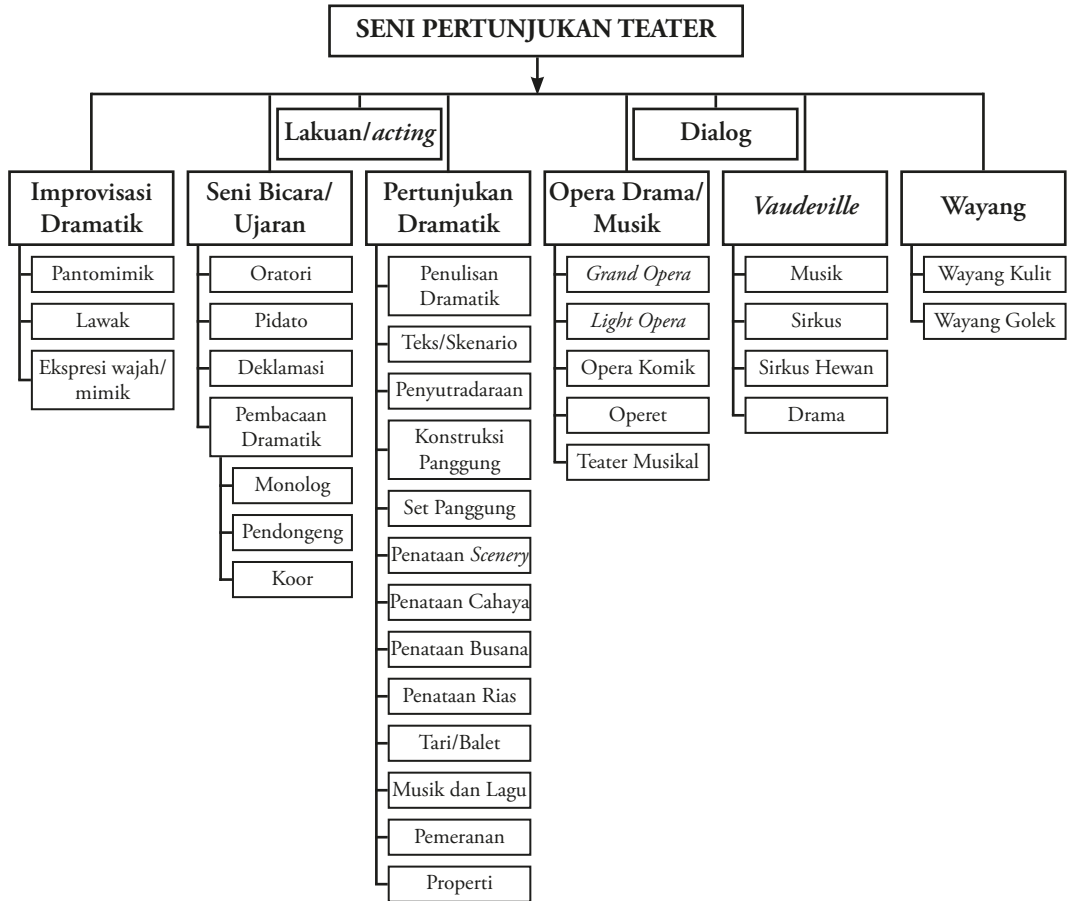 SENI PERTUNJUKAN TEATER
Lakuan/acting
Dialog
Improvisasi
Dramatik
Pantomimik
Lawak
Ekspresi wajah/
mimik
Seni Bicara/
Ujaran
Oratori
Pidato
Deklamasi
Pembacaan
Dramatik
Monolog
Pendongeng
Koor
Pertunjukan
Dramatik
Penulisan
Dramatik
Teks/Skenario
Penyutradaraan
Konstruksi
Panggung
Set Panggung
Penataan Scenery
Penataan Cahaya
Penataan Busana
Penataan Rias
Tari/Balet
Musik dan Lagu
Pemeranan
Properti
Opera Drama/
Musik
Grand Opera
Light Opera
Opera Komik
Operet
Teater Musikal
Vaudeville
Musik
Sirkus
Sirkus Hewan
Drama
Wayang
Wayang Kulit
Wayang Golek